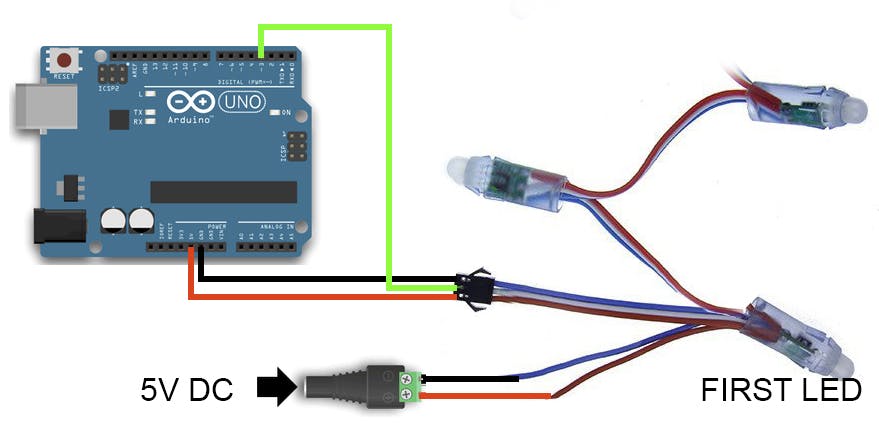 RESET
ICSP2
AREF
GND
13
12
~11
~10
~9
8
7
~6
~5
4
~3
2
TX▸1
RX◂0
DIGITAL (PWM~)
L
TX
RX
Arduino™
UNO
ON
ICSP
IOREF
RESET
3V3
5V
GND
GND
VIN
POWER
ANALOG IN
A0
A1
A2
A3
A4
A5
5V DC
FIRST LED